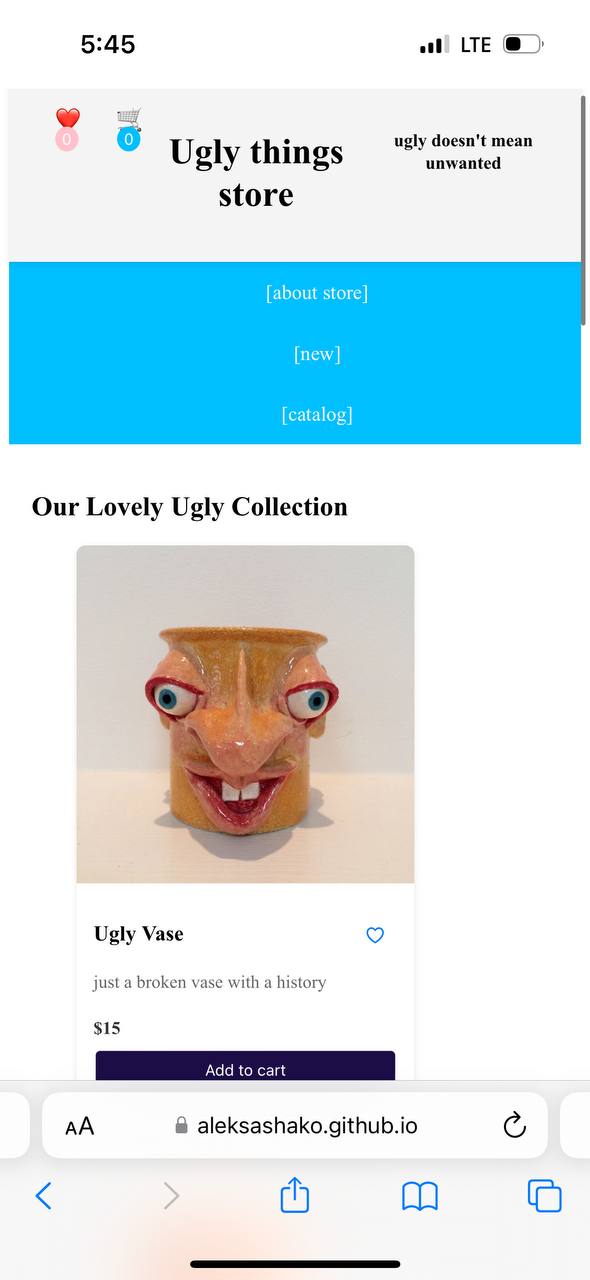 5:45
LTE
0
0
Ugly things
store
ugly doesn't mean
unwanted
[about store]
[new]
[catalog]
Our Lovely Ugly Collection
Ugly Vase
just a broken vase with a history
$15
Add to cart
AA
aleksashako.github.io